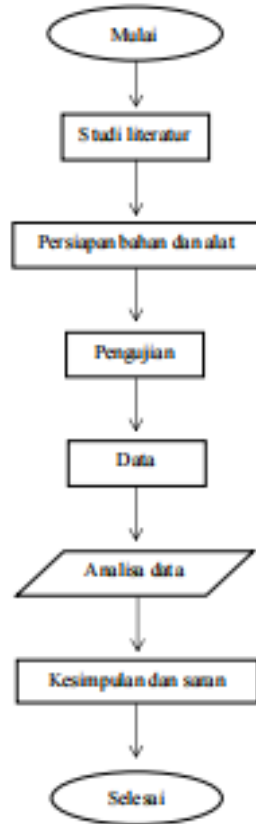 Mulai
Studi literatur
Persiapan bahan dan alat
Pengujian
Data
Analisa data
Kesimpulan dan saran
Selesai